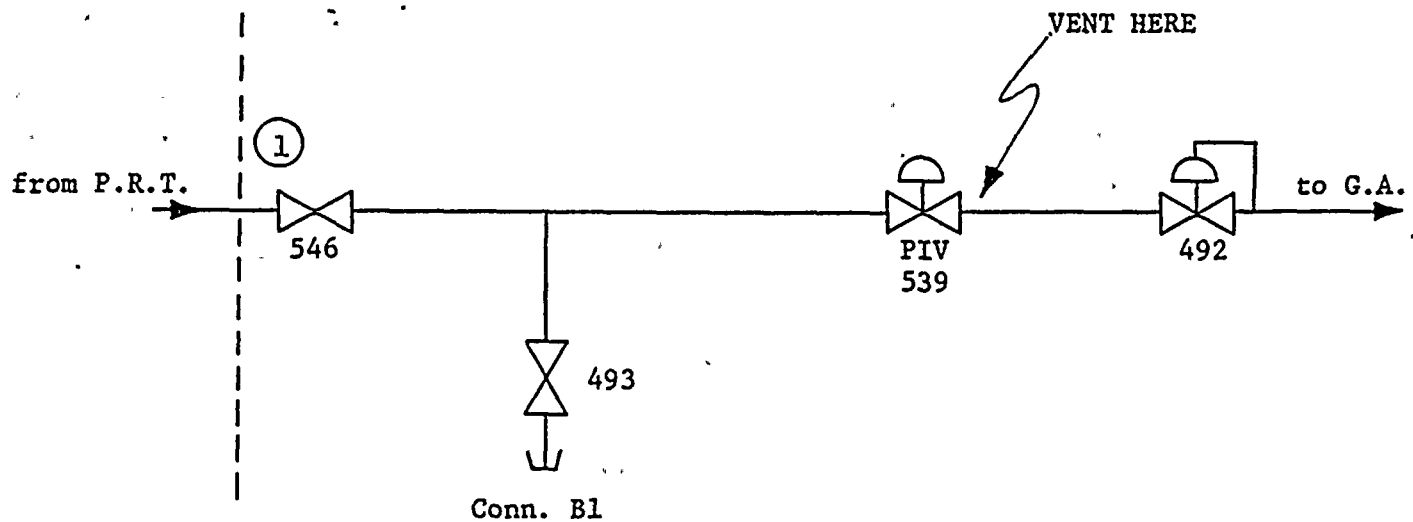 VENT HERE
1
from P.R.T.
to G.A.
546
PIV
539
492
493
Conn. B1